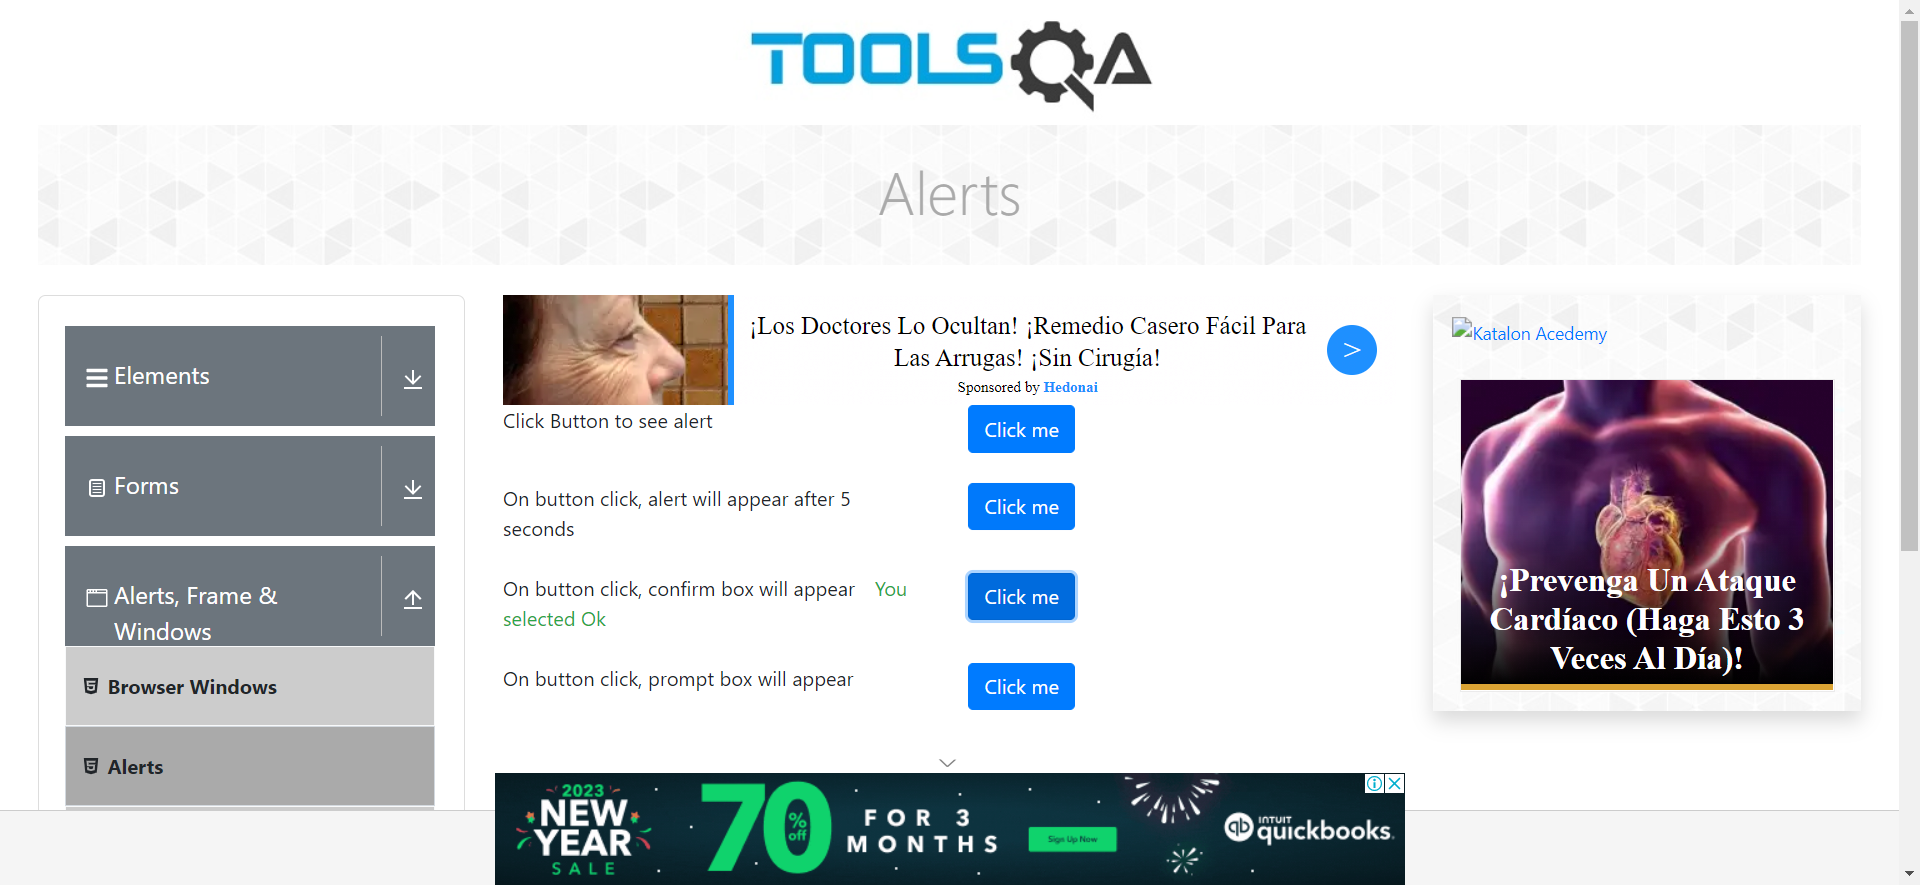 TOOLSQA
Alerts
Elements
Forms
Alerts, Frame &
Windows
Browser Windows
Alerts
¡Los Doctores Lo Ocultan! ¡Remedio Casero Fácil Para
Las Arrugas! ¡Sin Cirugía!
Sponsored by Hedonai
>
Click Button to see alert
Click me
On button click, alert will appear after 5
seconds
Click me
On button click, confirm box will appear You
selected Ok
Click me
On button click, prompt box will appear
Click me
Katalon Acedemy
¡Prevenga Un Ataque
Cardíaco (Haga Esto 3
Veces Al Día)!
2023
NEW
YEAR
SALE
70
%
off
FOR 3
MONTHS
Sign Up Now
INTUIT
quickbooks.